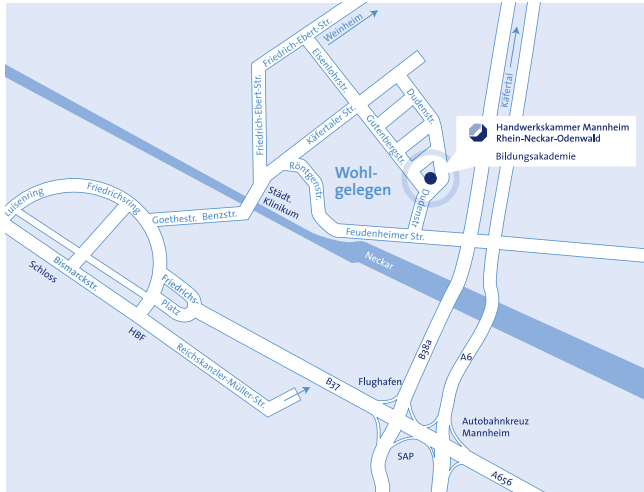 Friedrich-Ebert-Str.
Weinheim
Käfertal
Eisenlohrstr.
Friedrich-Ebert-Str.
Käfertaler Str.
Dudenstr.
Gutenbergstr.
Handwerkskammer Mannheim
Rhein-Neckar-Odenwald
Bildungsakademie
Röntgenstr.
Wohl-
gelegen
Städt.
Klinikum
Dudenstr
Luisenring
Friedrichsring
Goethestr.
Benzstr.
Feudenheimer Str.
Neckar
Schloss
Bismarckstr.
Friedrichs-
Platz
HBF
Reichskanzler-Müller-Str.
B37
B38a
A6
Flughafen
Autobahnkreuz
Mannheim
SAP
A656